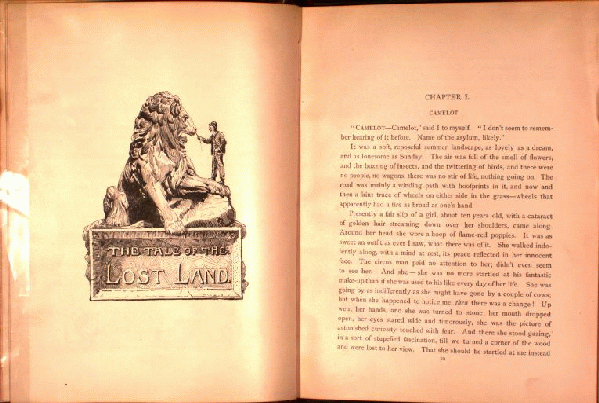 THE TALE OF THE
LOST LAND
CHAPTER I.
CAMELOT
"CAMELOT—Camelot," said I to myself. "I don't seem to remem-
ber hearing of it before. Name of the asylum, likely."
It was a soft, reposeful summer landscape, as lovely as a dream,
and as lonesome as Sunday. The air was full of the smell of flowers,
and the buzzing of insects, and the twittering of birds, and there were
no people, no wagons, there was no stir of life, nothing going on. The
road was mainly a winding path with hoofprints in it, and now and
then a faint trace of wheels on either side in the grass—wheels that
apparently had a tire as broad as one's hand.
Presently a fair slip of a girl, about ten years old, with a cataract
of golden hair streaming down over her shoulders, came along.
Around her head she wore a hoop of flame-red poppies. It was as
sweet an outfit as ever I saw, what there was of it. She walked indo-
lently along, with a mind at rest, its peace reflected in her innocent
face. The circus man paid no attention to her; didn't even seem
to see her. And she—she was no more startled at his fantastic
make-up than if she was used to his like every day of her life. She was
going by as indifferently as she might have gone by a couple of cows;
but when she happened to notice me, then there was a change! Up
went her hands, and she was turned to stone; her mouth dropped
open, her eyes stared wide and timorously, she was the picture of
astonished curiosity touched with fear. And there she stood gazing,
in a sort of stupefied fascination, till we turned a corner of the wood
and were lost to her view. That she should be startled at me instead